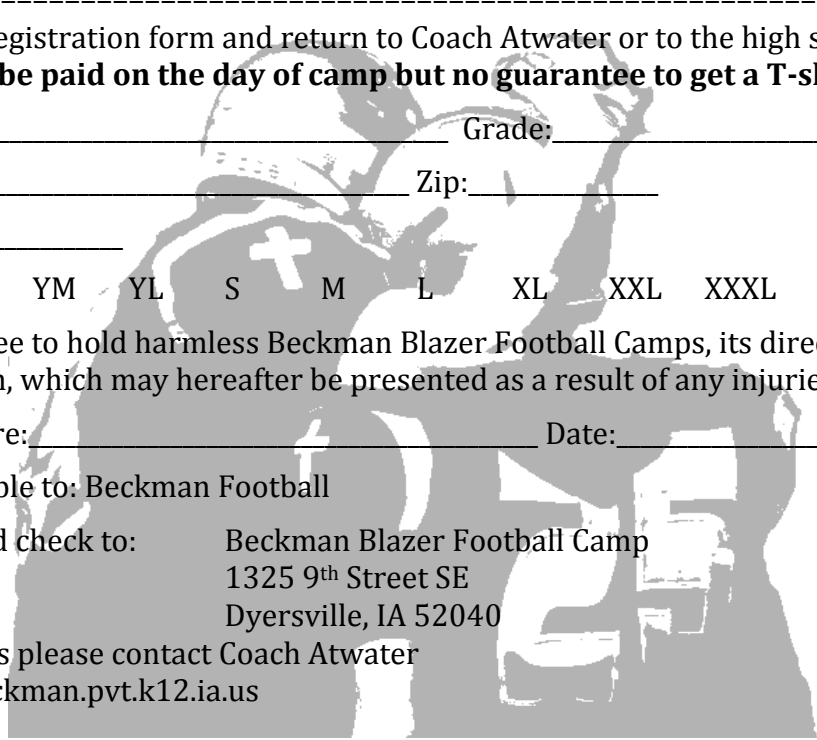 egistration form and return to Coach Atwater or to the high s
be paid on the day of camp but no guarantee to get a T-sh
Grade:
Zip:
YM YL S M L XL XXL XXXL
ee to hold harmless Beckman Blazer Football Camps, its direc
, which may hereafter be presented as a result of any injurie
re: Date:
ble to: Beckman Football
d check to: Beckman Blazer Football Camp
1325 9th Street SE
Dyersville, IA 52040
s please contact Coach Atwater
ckman.pvt.k12.ia.us